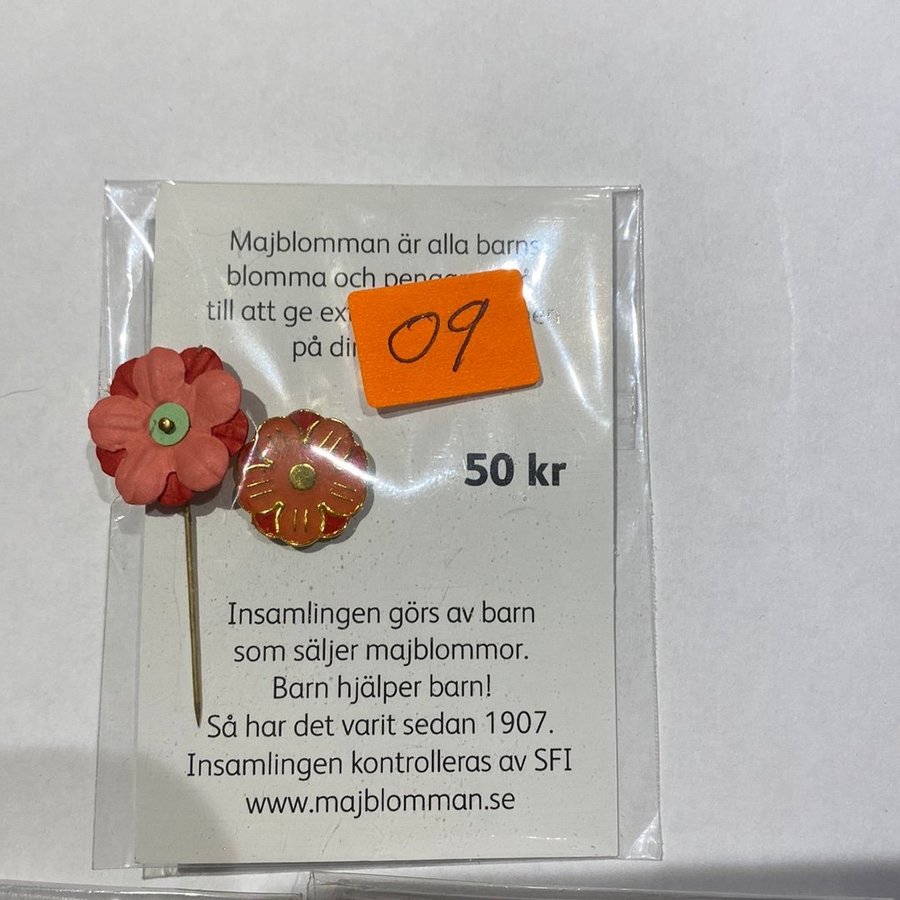 Majblomman är alla barns
blomma och
till att ge
på
09
50 kr
Insamlingen görs av barn
som säljer majblommor.
Barn hjälper barn!
Så har det varit sedan 1907.
Insamlingen kontrolleras av SFI
www.majblomman.se